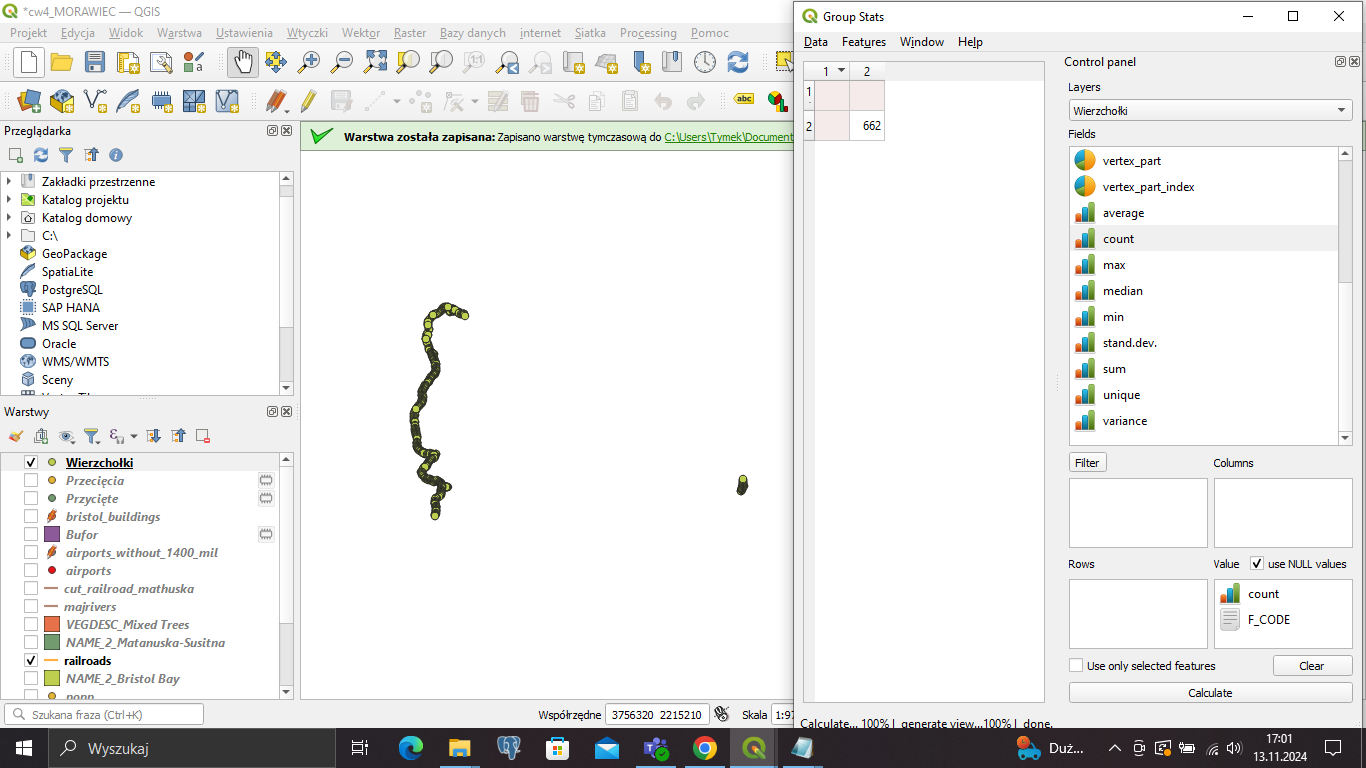 *cw4_MORAWIEC — QGIS
Projekt Edycja Widok Warstwa Ustawienia Wtyczki Wektor Raster Bazy danych internet Siatka Processing Pomoc
abc
Przeglądarka
Zakładki przestrzenne
Katalog projektu
Katalog domowy
C:\
GeoPackage
SpatiaLite
PostgreSQL
SAP HANA
MS SQL Server
Oracle
WMS/WMTS
Sceny
Warstwy
Wierzchołki
Przecięcia
Przycięte
bristol_buildings
Bufor
airports_without_1400_mil
airports
cut_railroad_mathuska
majrivers
VEGDESC_Mixed Trees
NAME_2_Matanuska-Susitna
railroads
NAME_2_Bristol Bay
popp
Warstwa została zapisana: Zapisano warstwę tymczasową do C:\Users\Tymek\Document
Szukana fraza (Ctrl+K)
Współrzędne 3756320 2215210 Skala 1:97
Group Stats
Data Features Window Help
1 2
1
2 662
Control panel
Layers
Wierzchołki
Fields
vertex_part
vertex_part_index
average
count
max
median
min
stand.dev.
sum
unique
variance
Filter Columns
Rows Value use NULL values
count
F_CODE
Use only selected features Clear
Calculate
Calculate... 100% | generate view...100% | done.
Wyszukaj
Duż...
17:01
13.11.2024